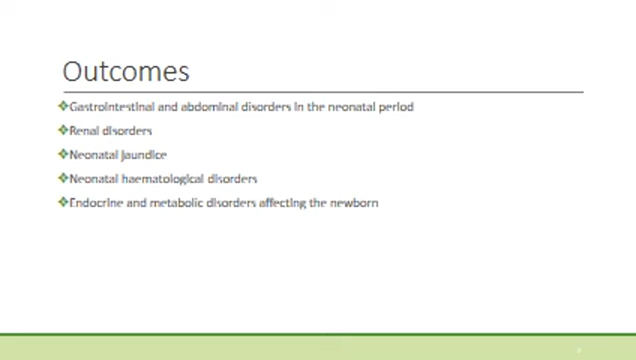 Outcomes
❖Gastrointestinal and abdominal disorders in the neonatal period
❖Renal disorders
❖Neonatal jaundice
❖Neonatal haematological disorders
❖Endocrine and metabolic disorders affecting the newborn